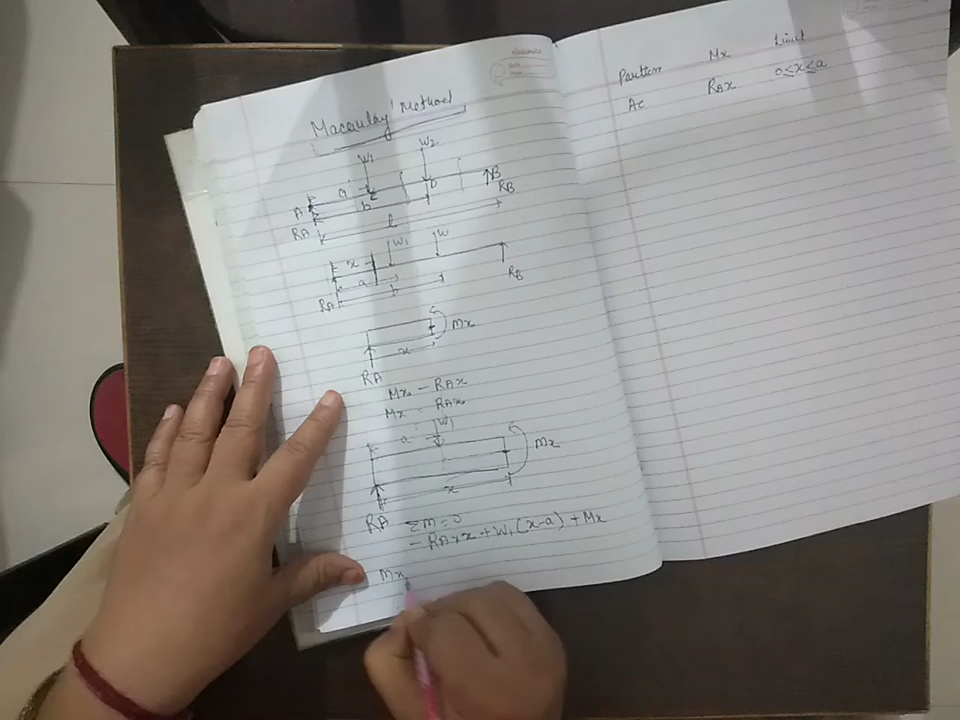 Macaulay' Method
W1
W2
a
C
D
B
A
b
RA
l
RB
x
W1
W
a
b
RA
RB
Mx
x
RA
Mx - RAx
Mx = RAx
W1
a
Mx
x
RA
ΣM=0
- RA×x + W1(x-a) + Mx
Mx
Portion Mx Limit
AC RAx 0≤x≤a